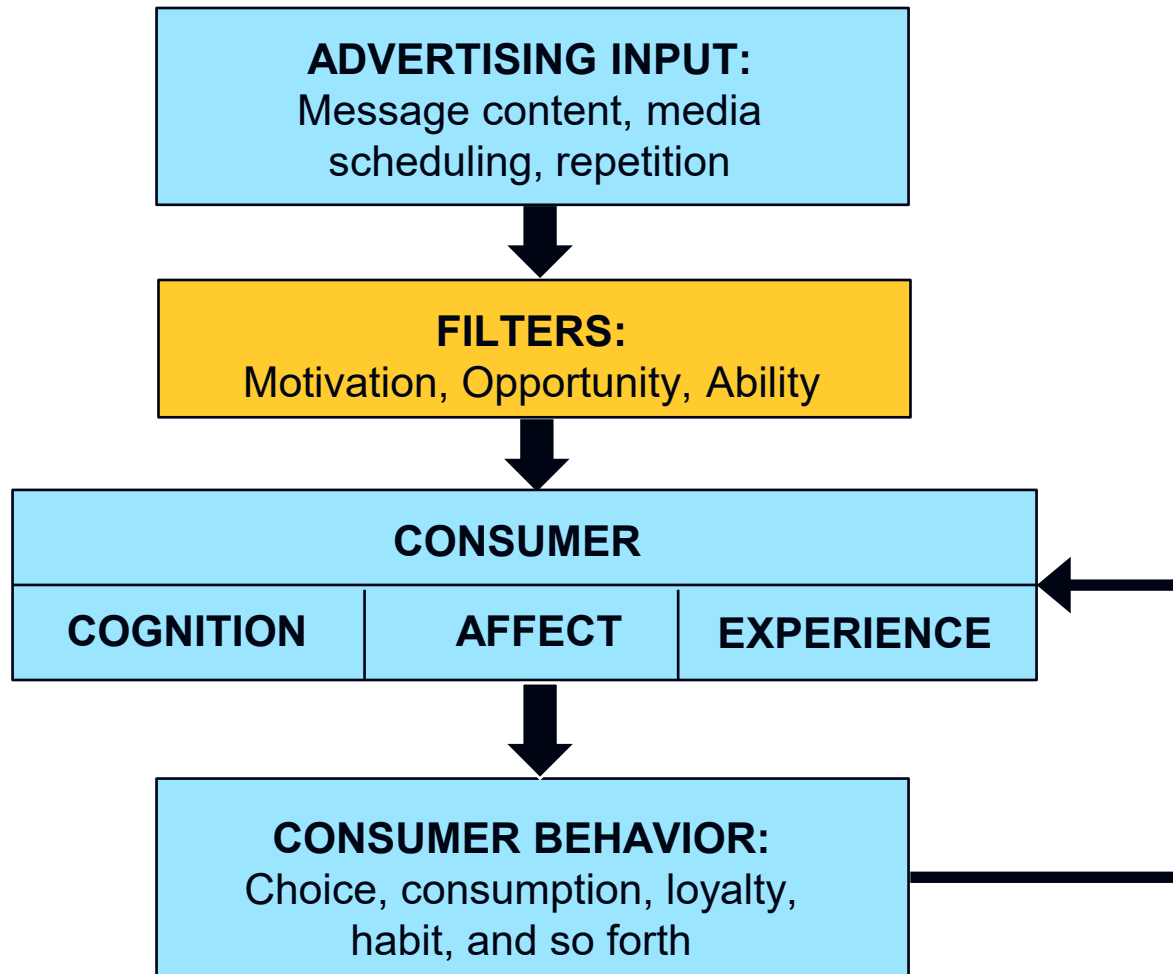 ADVERTISING INPUT:
Message content, media
scheduling, repetition
FILTERS:
Motivation, Opportunity, Ability
CONSUMER
COGNITION
AFFECT
EXPERIENCE
CONSUMER BEHAVIOR:
Choice, consumption, loyalty,
habit, and so forth